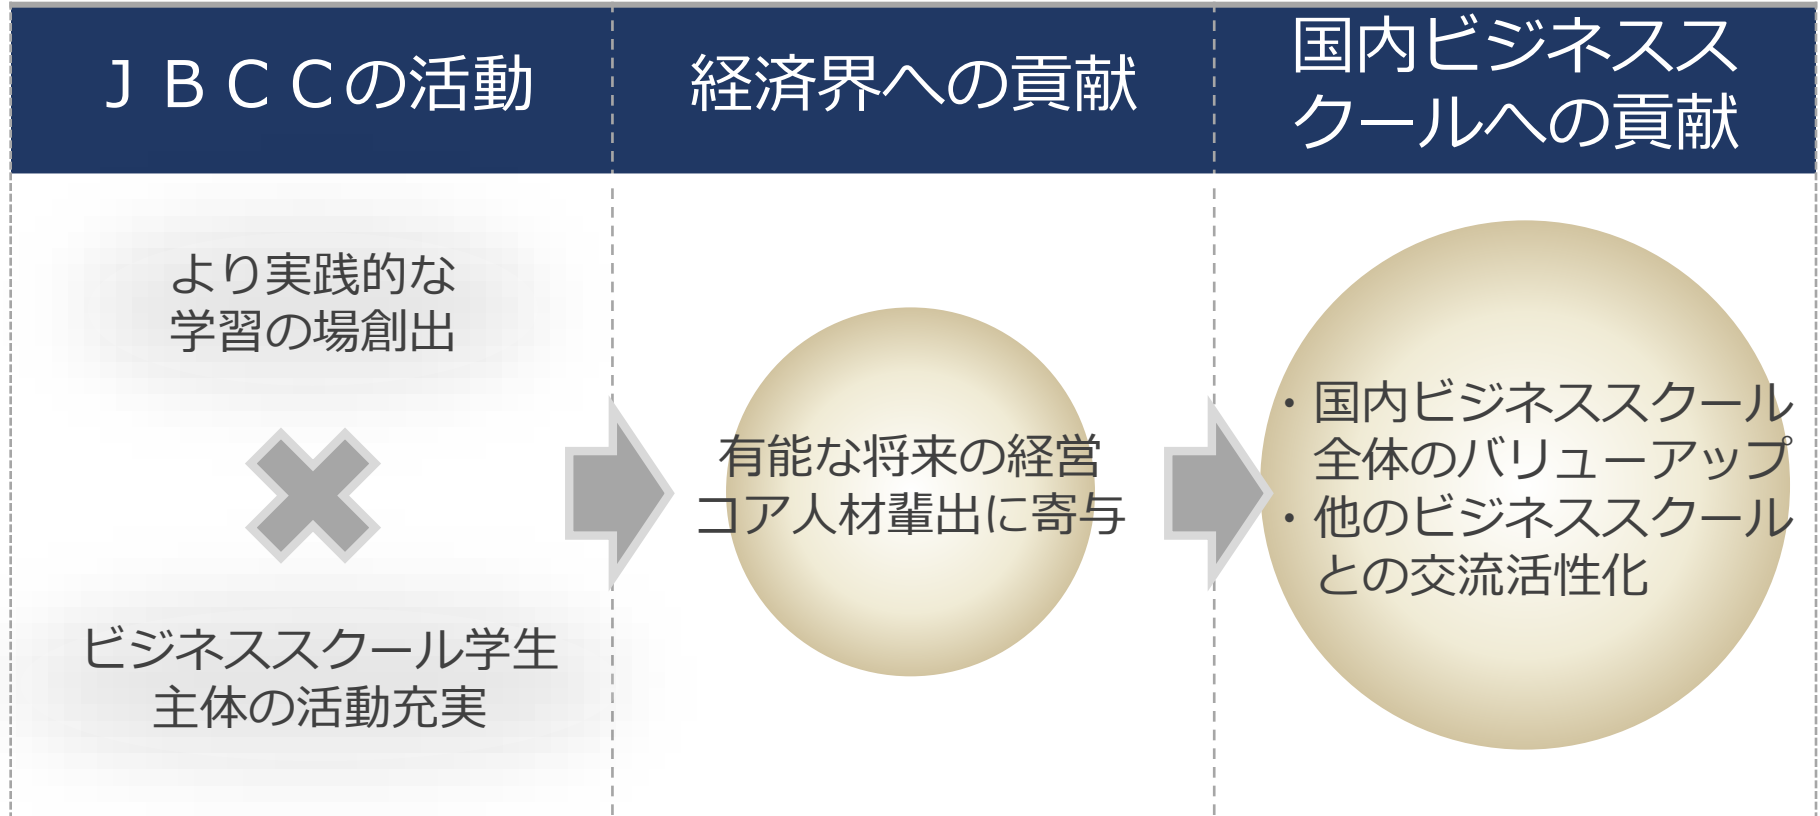 ＪＢＣＣの活動
経済界への貢献
国内ビジネスス
クールへの貢献
より実践的な
学習の場創出
ビジネススクール学生
主体の活動充実
有能な将来の経営
コア人材輩出に寄与
・国内ビジネススクール
全体のバリューアップ
・他のビジネススクール
との交流活性化